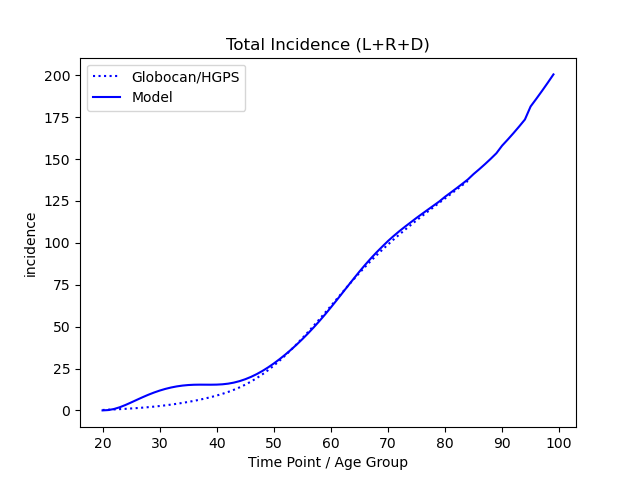 Total Incidence (L+R+D)
Globocan/HGPS
Model
incidence
200
175
150
125
100
75
50
25
0
20 30 40 50 60 70 80 90 100
Time Point / Age Group